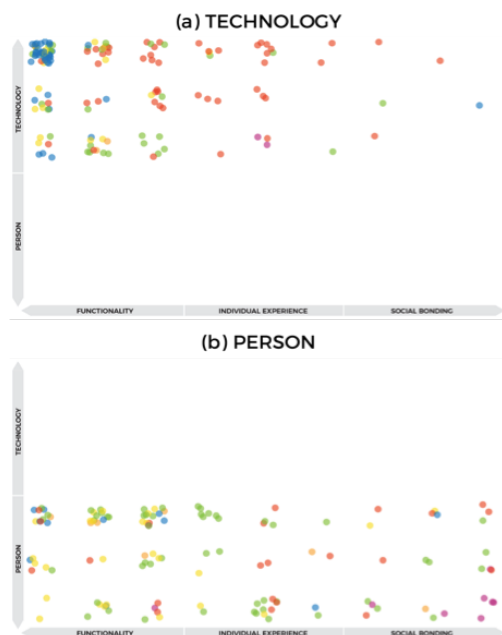 (a) TECHNOLOGY
TECHNOLOGY
PERSON
FUNCTIONALITY INDIVIDUAL EXPERIENCE SOCIAL BONDING
(b) PERSON
TECHNOLOGY
PERSON
FUNCTIONALITY INDIVIDUAL EXPERIENCE SOCIAL BONDING